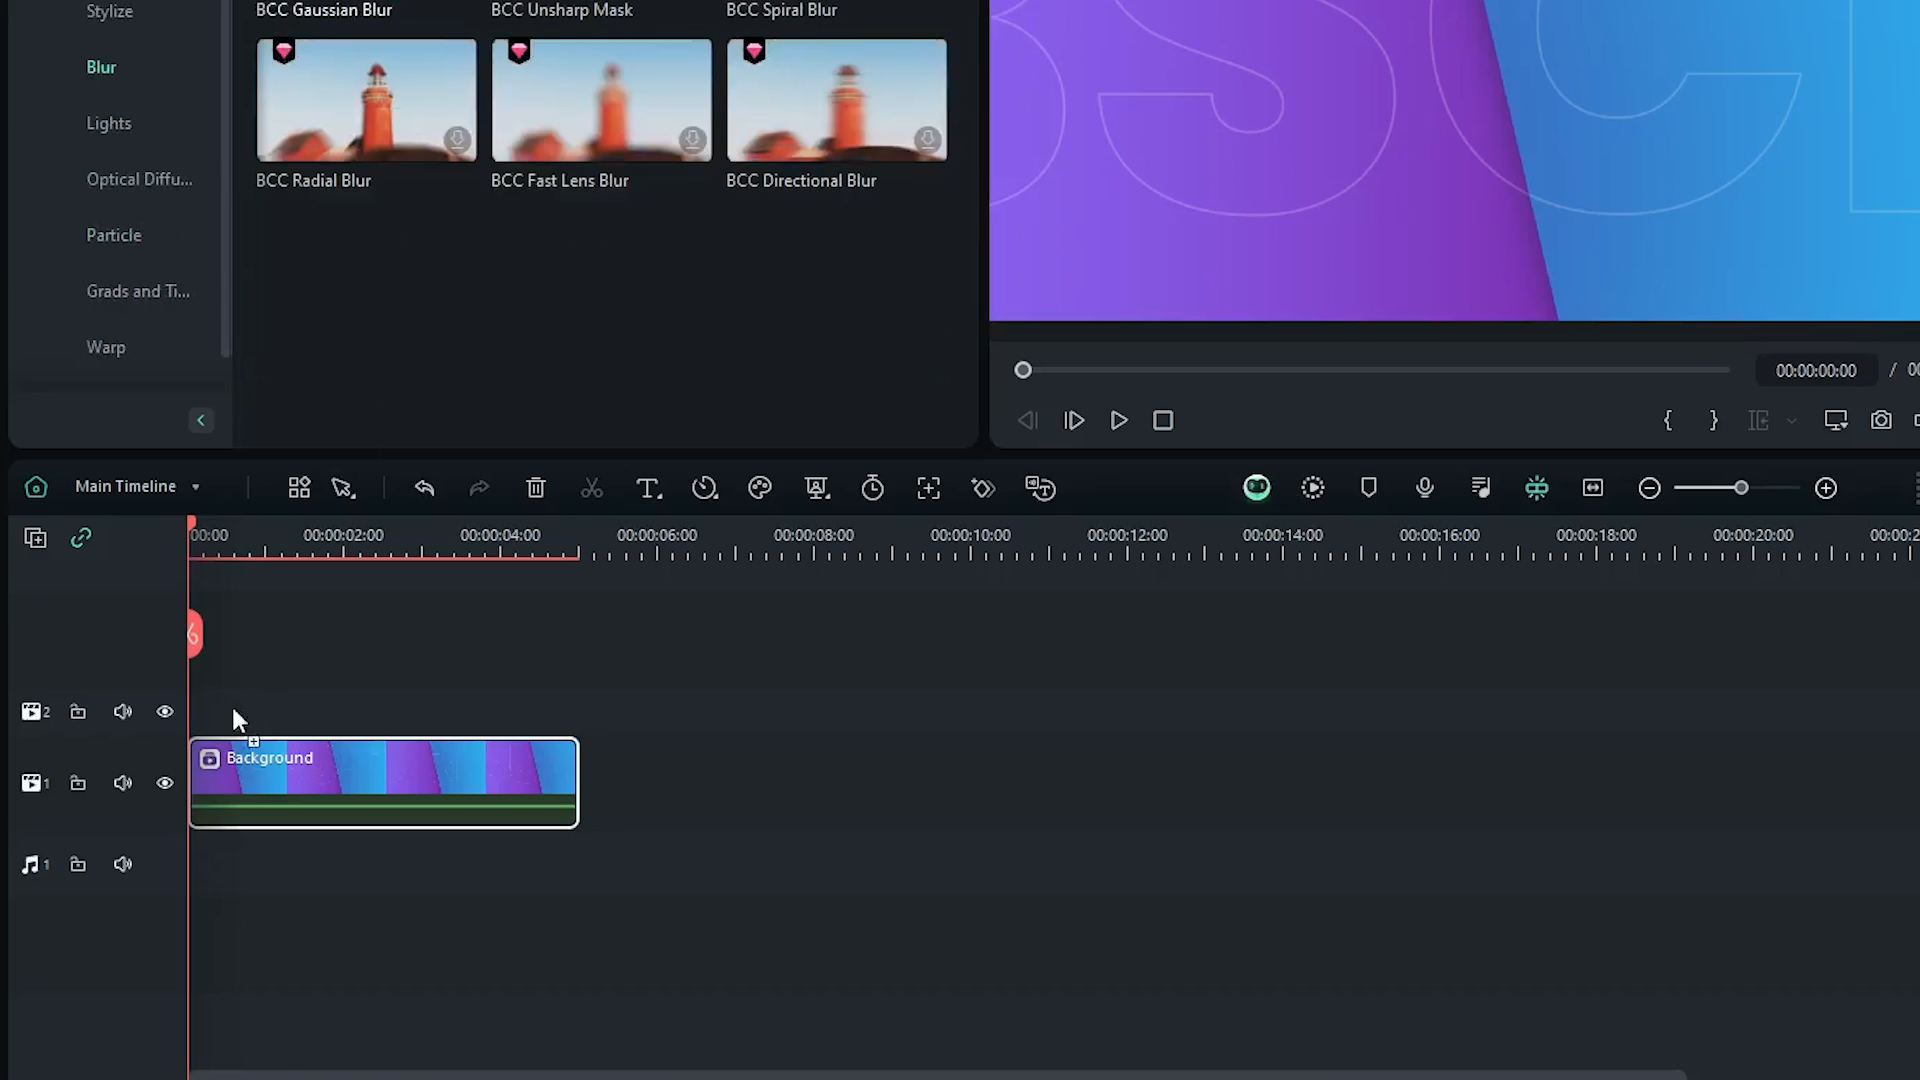 Stylize
BCC Gaussian Blur
BCC Unsharp Mask
BCC Spiral Blur
Blur
Lights
Optical Diffu...
BCC Radial Blur
BCC Fast Lens Blur
BCC Directional Blur
Particle
Grads and Ti...
Warp
00:00:00:00 / 00
Main Timeline
00:00
00:00:02:00
00:00:04:00
00:00:06:00
00:00:08:00
00:00:10:00
00:00:12:00
00:00:14:00
00:00:16:00
00:00:18:00
00:00:20:00
00:00:2
2
Background
1
1